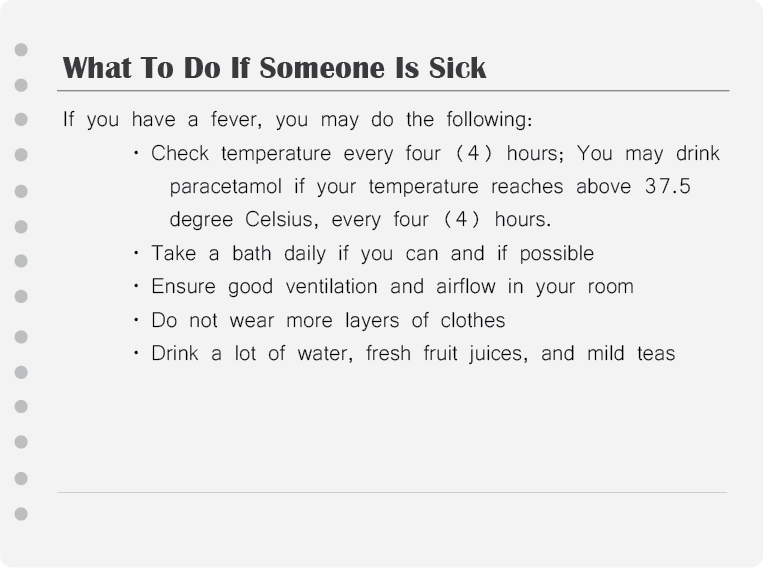 What To Do If Someone Is Sick
If you have a fever, you may do the following:
・Check temperature every four (4) hours; You may drink
paracetamol if your temperature reaches above 37.5
degree Celsius, every four (4) hours.
・Take a bath daily if you can and if possible
・Ensure good ventilation and airflow in your room
・Do not wear more layers of clothes
・Drink a lot of water, fresh fruit juices, and mild teas